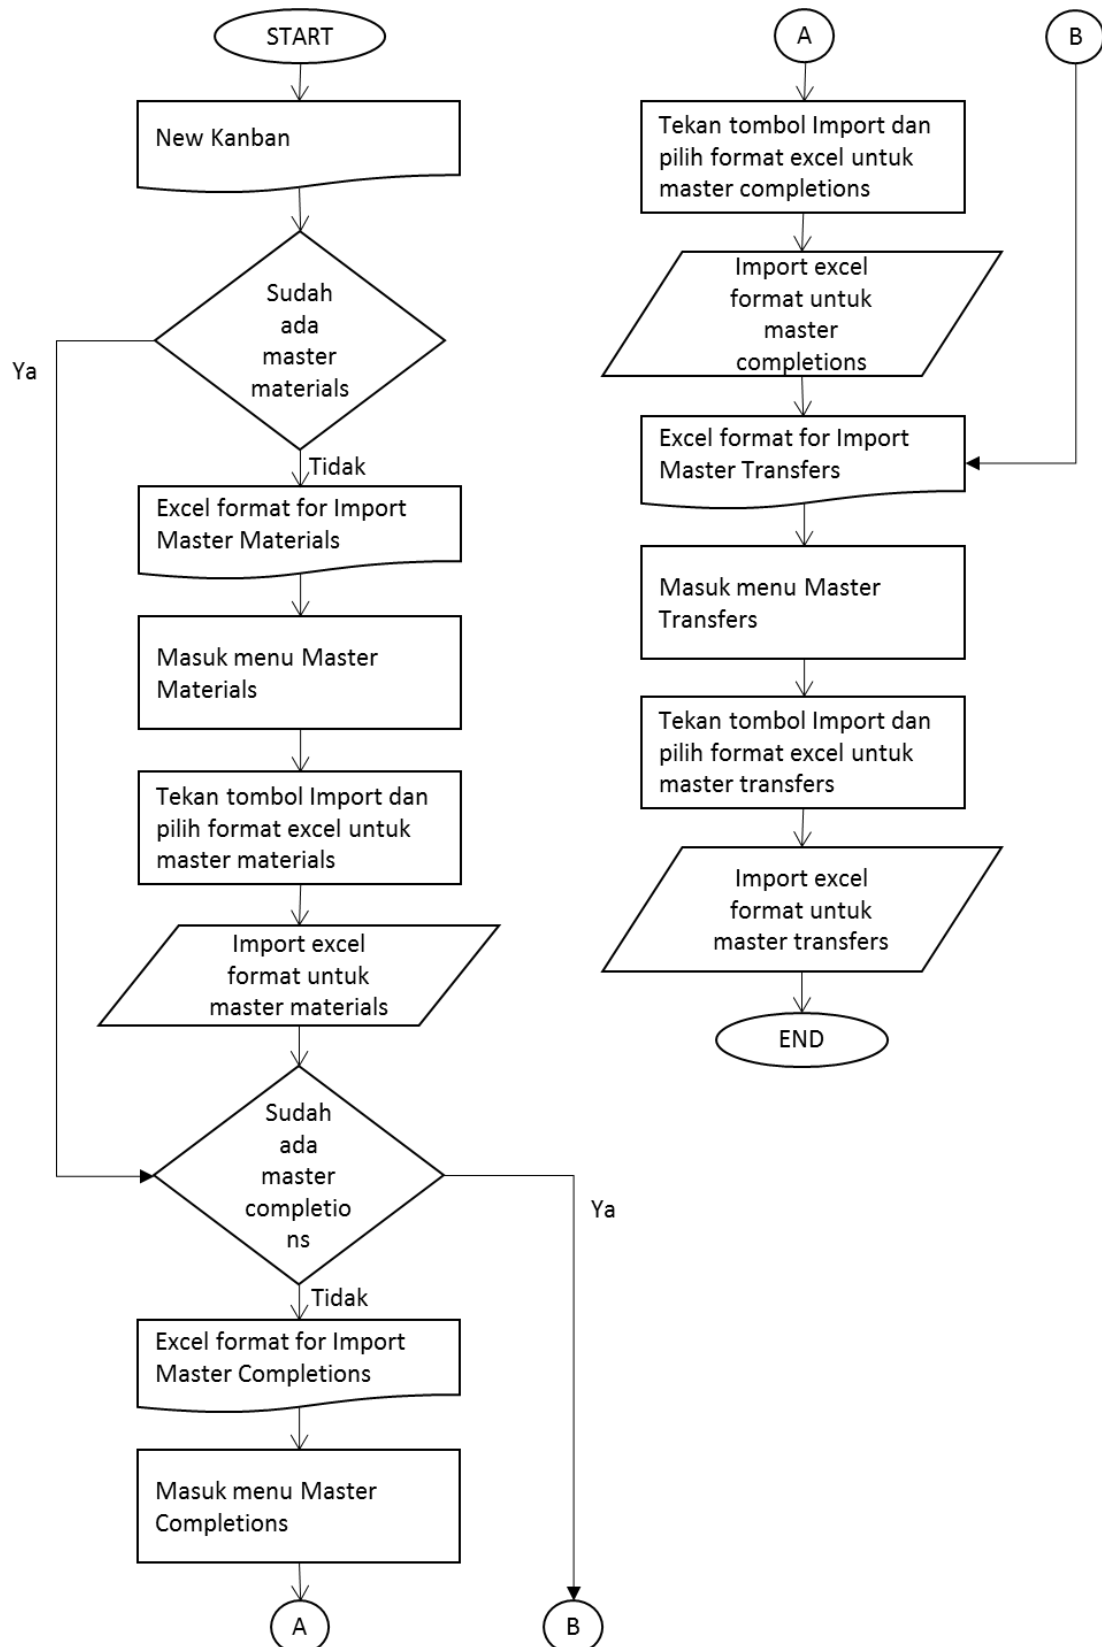 START
New Kanban
Sudah
ada
master
materials
Ya
Tidak
Excel format for Import
Master Materials
Masuk menu Master
Materials
Tekan tombol Import dan
pilih format excel untuk
master materials
Import excel
format untuk
master materials
Sudah
ada
master
completio
ns
Ya
Tidak
Excel format for Import
Master Completions
Masuk menu Master
Completions
A
B
A
B
Tekan tombol Import dan
pilih format excel untuk
master completions
Import excel
format untuk
master
completions
Excel format for Import
Master Transfers
Masuk menu Master
Transfers
Tekan tombol Import dan
pilih format excel untuk
master transfers
Import excel
format untuk
master transfers
END